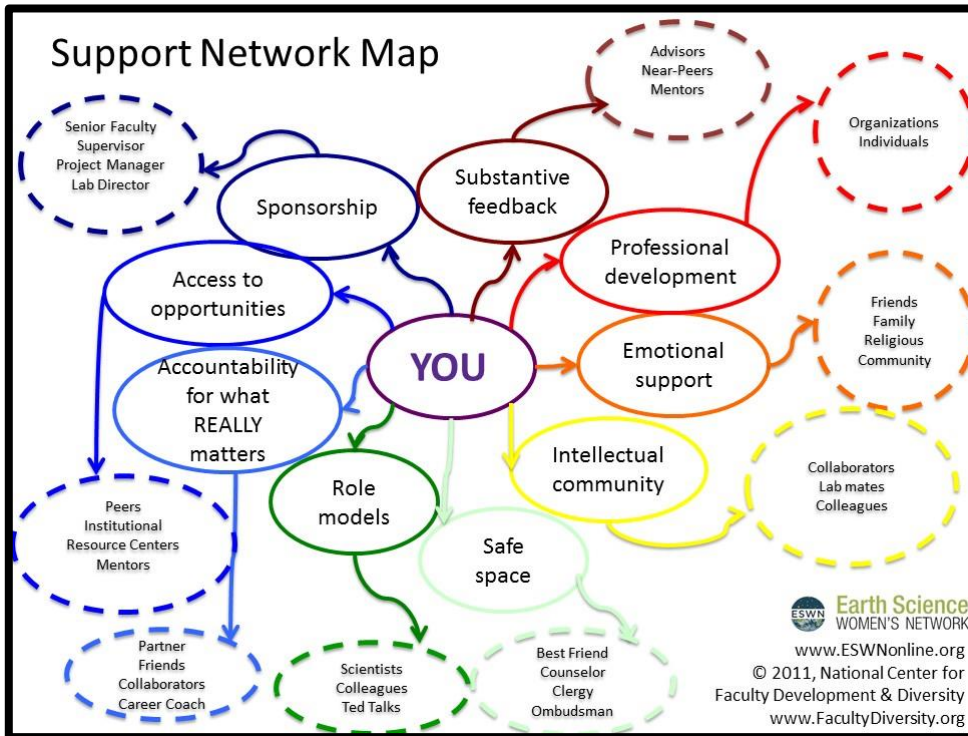 Support Network Map
Advisors
Near-Peers
Mentors
Organizations
Individuals
Senior Faculty
Supervisor
Project Manager
Lab Director
Sponsorship
Substantive
feedback
Professional
development
Access to
opportunities
Friends
Family
Religious
Community
YOU
Emotional
support
Accountability
for what
REALLY
matters
Intellectual
community
Collaborators
Lab mates
Colleagues
Role
models
Peers
Institutional
Resource Centers
Mentors
Safe
space
Partner
Friends
Collaborators
Career Coach
Scientists
Colleagues
Ted Talks
Best Friend
Counselor
Clergy
Ombudsman
ESWN
Earth Science
WOMEN'S NETWORK
www.ESWNonline.org
© 2011, National Center for
Faculty Development & Diversity
www.FacultyDiversity.org